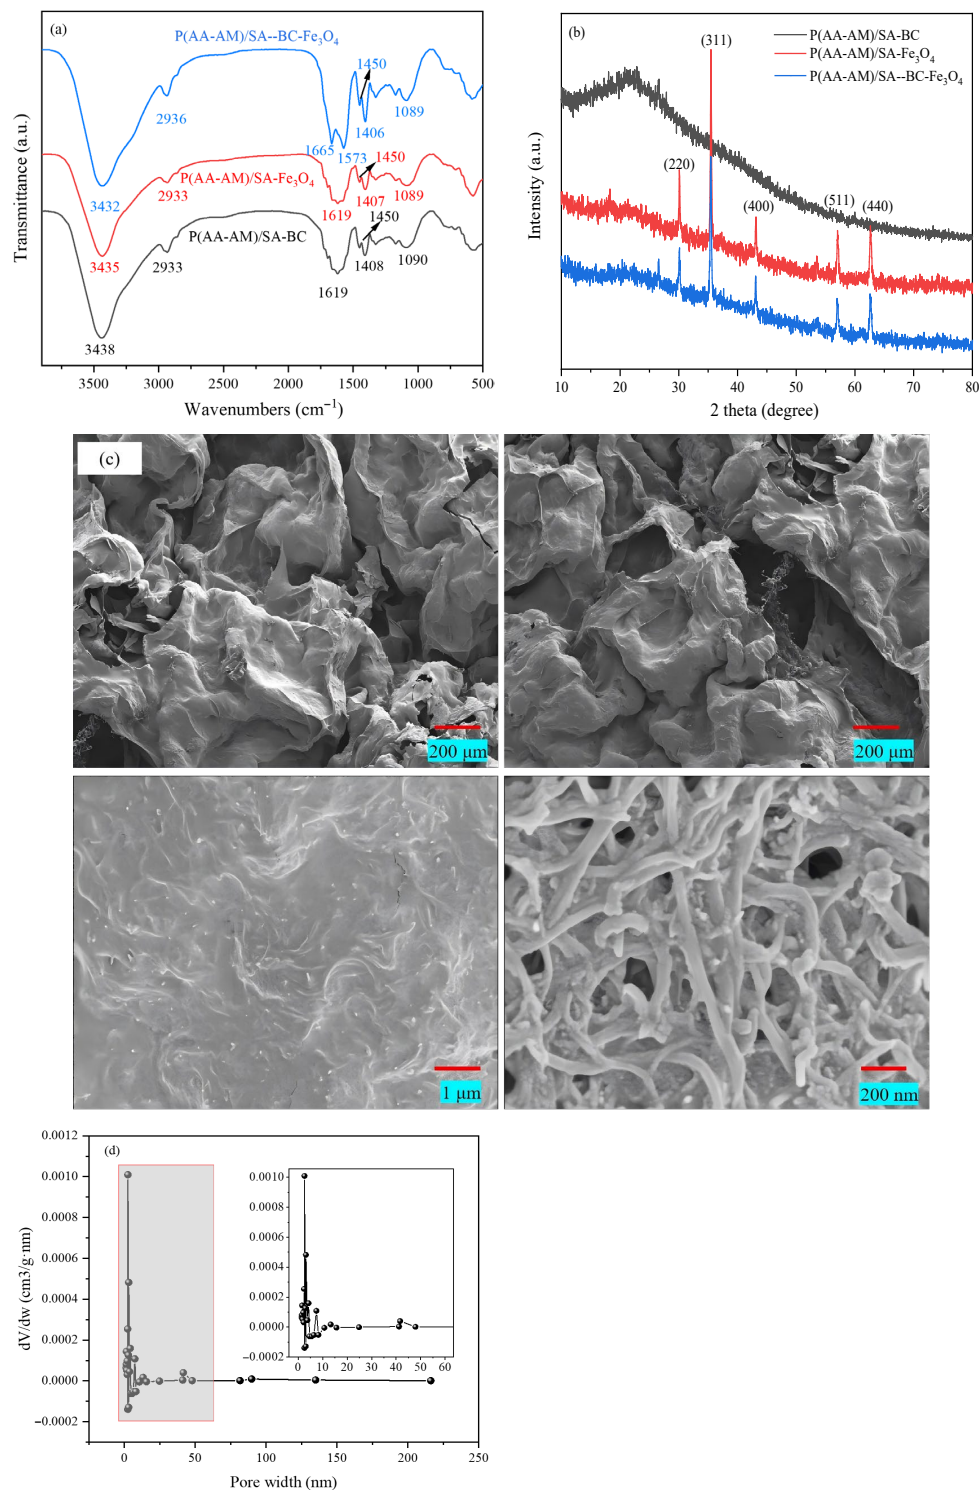 (a)
P(AA-AM)/SA--BC-Fe₃O₄
1450
2936
1089
1406
1665
1573
1450
P(AA-AM)/SA-Fe₃O₄
3432
2933
1089
1619
1407
1450
P(AA-AM)/SA-BC
3435
2933
1408
1090
1619
3438
3500 3000 2500 2000 1500 1000 500
Wavenumbers (cm⁻¹)
Transmittance (a.u.)
(b)
(311)
P(AA-AM)/SA-BC
P(AA-AM)/SA-Fe₃O₄
P(AA-AM)/SA--BC-Fe₃O₄
(220)
(400)
(511)
(440)
10 20 30 40 50 60 70 80
2 theta (degree)
Intensity (a.u.)
(c)
200 μm
200 μm
1 μm
200 nm
(d)
0.0012
0.0010
0.0008
0.0006
0.0004
0.0002
0.0000
−0.0002
0 50 100 150 200 250
Pore width (nm)
dV/dw (cm3/g·nm)
0.0010
0.0008
0.0006
0.0004
0.0002
0.0000
−0.0002
0 10 20 30 40 50 60